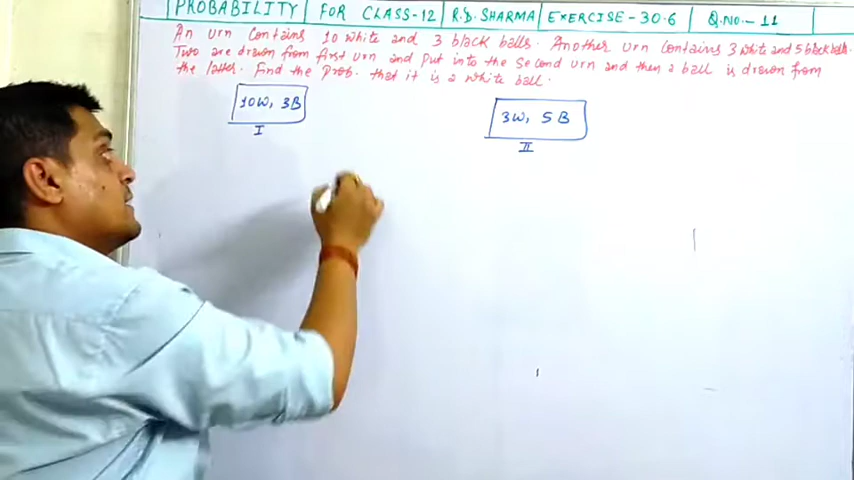 PROBABILITY FOR CLASS-12 R.D. SHARMA EXERCISE-30.6 Q.NO.- 11
An urn contains 10 white and 3 black balls. Another urn contains 3 white and 5 black balls.
Two are drawn from first urn and put into the second urn and then a ball is drawn from
the latter. Find the Prob. that it is a white ball.
10W, 3B
I
3W, 5B
II